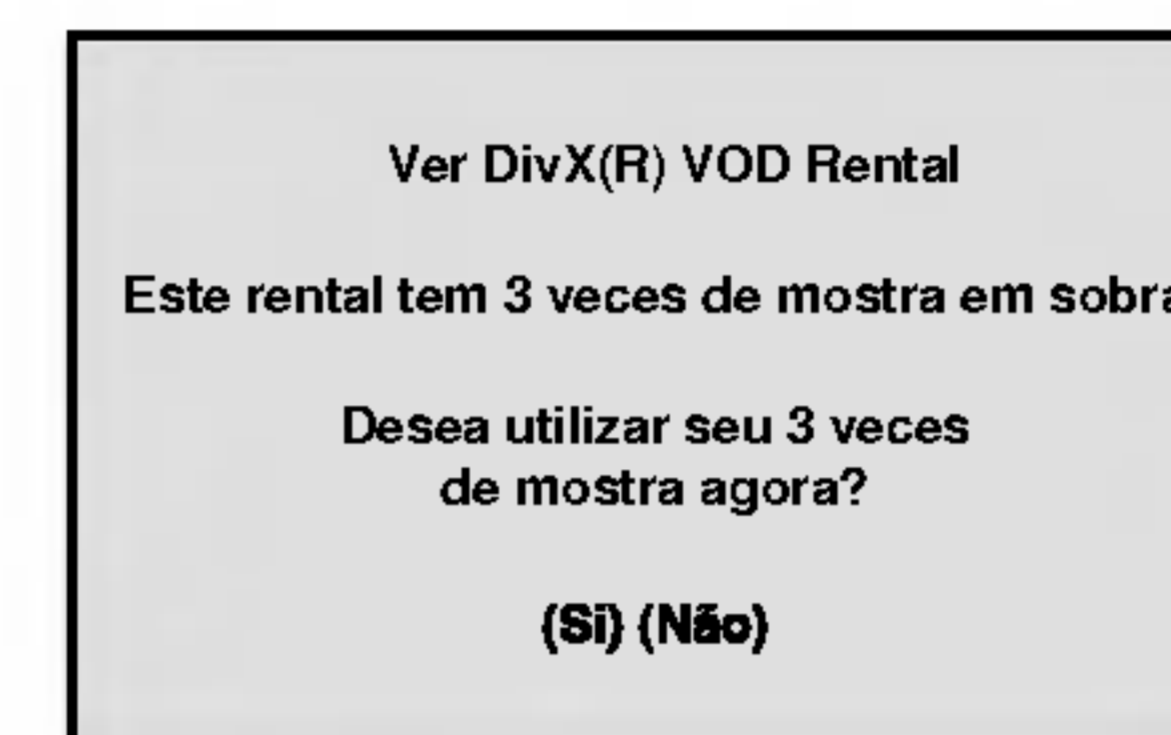 Ver DivX(R) VOD Rental
Este rental tem 3 veces de mostra em sobra
Desea utilizar seu 3 veces
de mostra agora?
(Si) (Não)